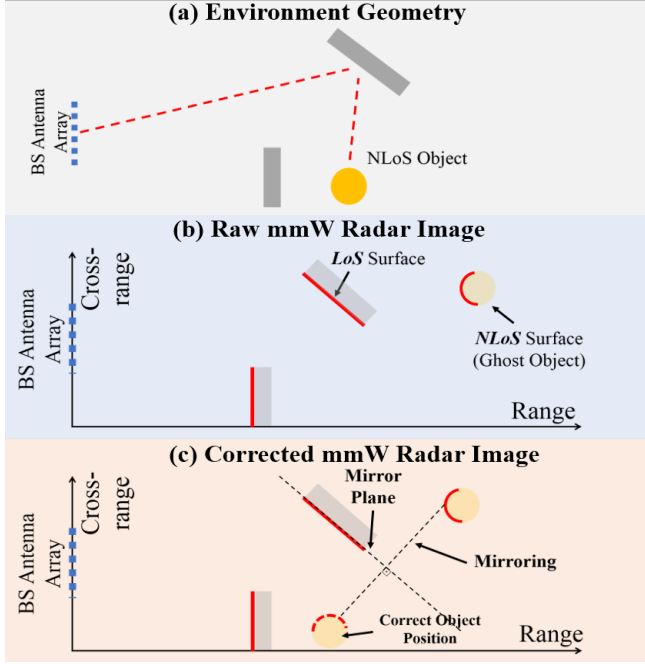 (a) Environment Geometry
BS Antenna
Array
NLoS Object
(b) Raw mmW Radar Image
BS Antenna
Array
Cross-
range
LoS Surface
NLoS Surface
(Ghost Object)
Range
(c) Corrected mmW Radar Image
BS Antenna
Array
Cross-
range
Mirror
Plane
Mirroring
Correct Object
Position
Range